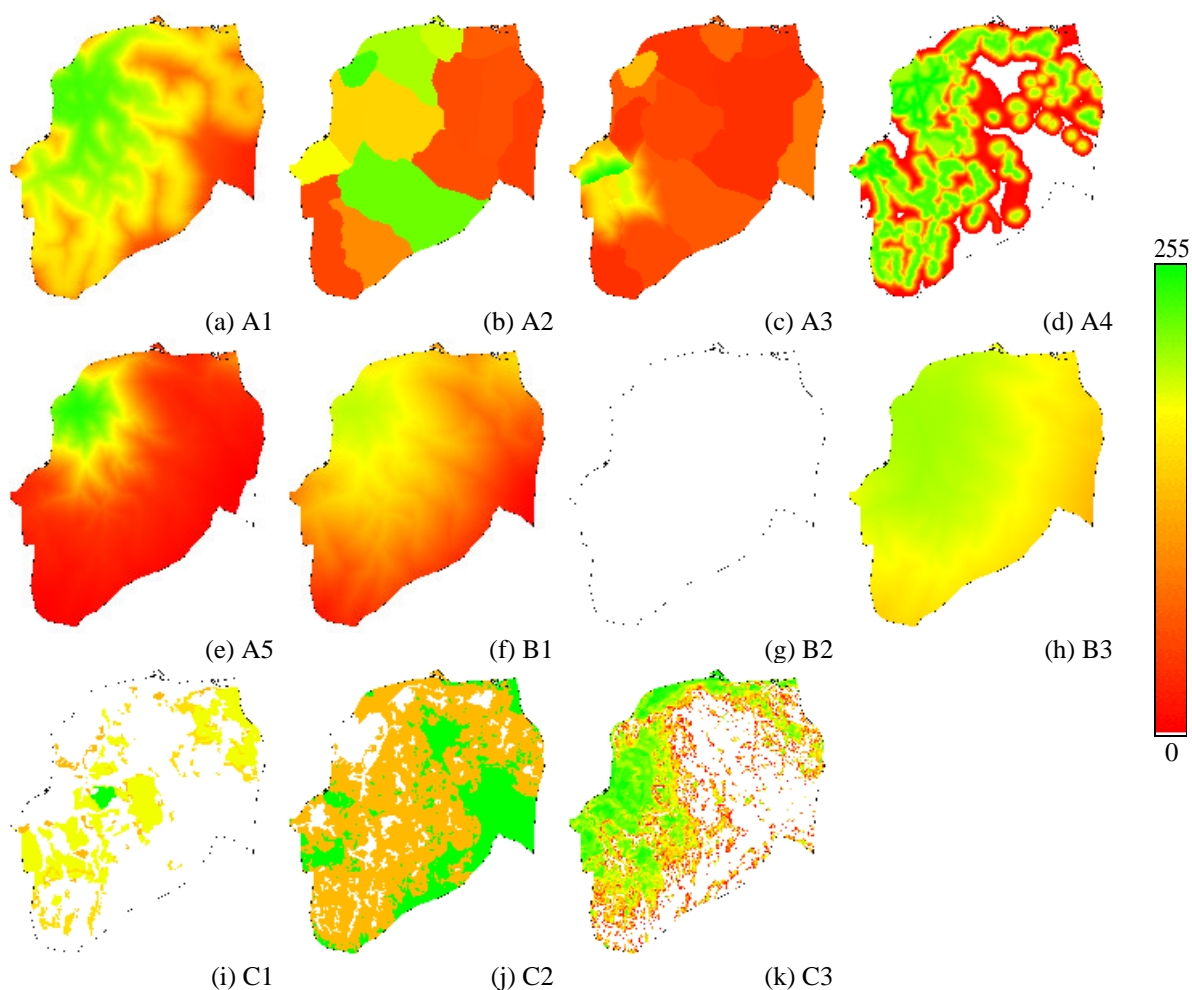 (a) A1
(b) A2
(c) A3
(d) A4
255
0
(e) A5
(f) B1
(g) B2
(h) B3
(i) C1
(j) C2
(k) C3